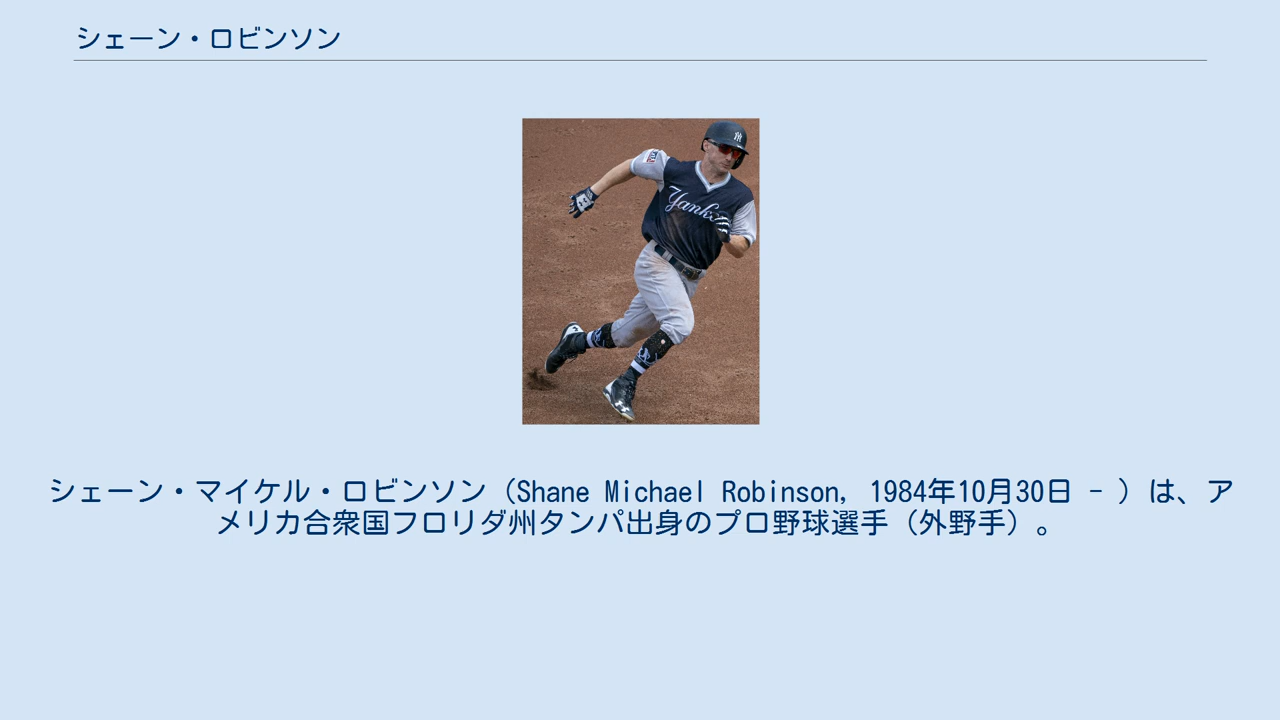 シェーン・ロビンソン
Yank
シェーン・マイケル・ロビンソン（Shane Michael Robinson, 1984年10月30日 - ）は、ア
メリカ合衆国フロリダ州タンパ出身のプロ野球選手（外野手）。